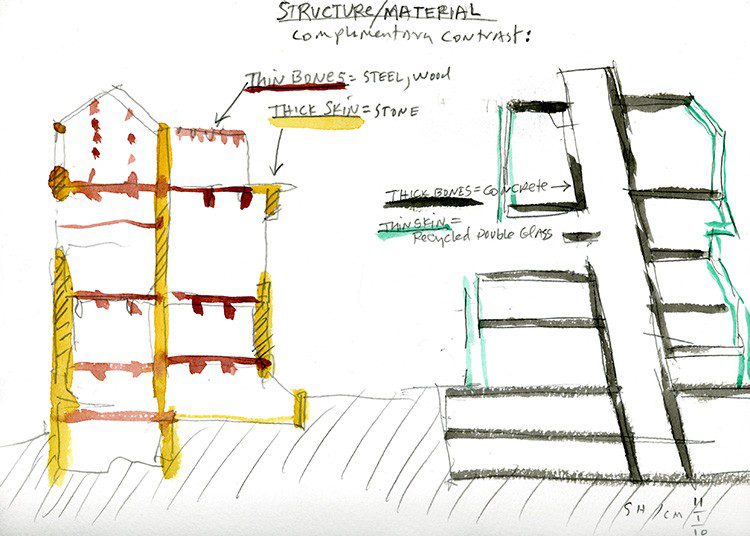 STRUCTURE/MATERIAL
COMPLEMENTARY CONTRAST:
THIN BONES = STEEL, WOOD
THICK SKIN = STONE
THICK BONES = CONCRETE
THIN SKIN =
Recycled Double GLASS
SH/CM 11/1/10